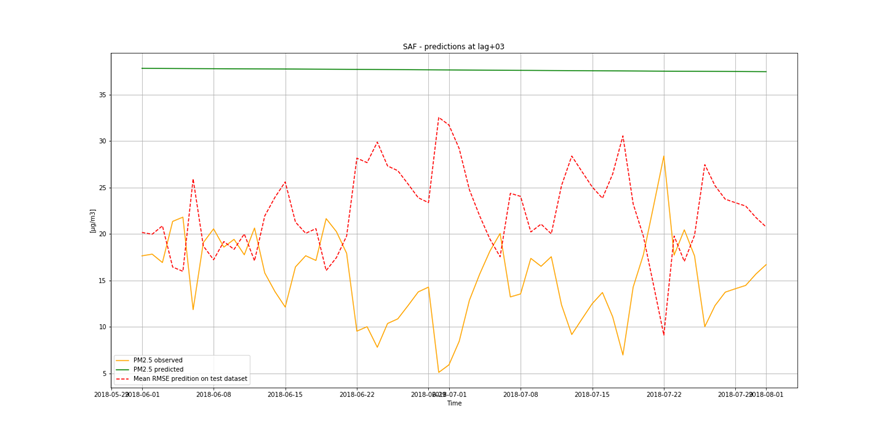 SAF - predictions at lag+03
[µg/m3]
35
30
25
20
15
10
5
PM2.5 observed
PM2.5 predicted
Mean RMSE predition on test dataset
2018-06-01 2018-06-08 2018-06-15 2018-06-22 2018-07-01 2018-07-08 2018-07-15 2018-07-22 2018-08-01
Time